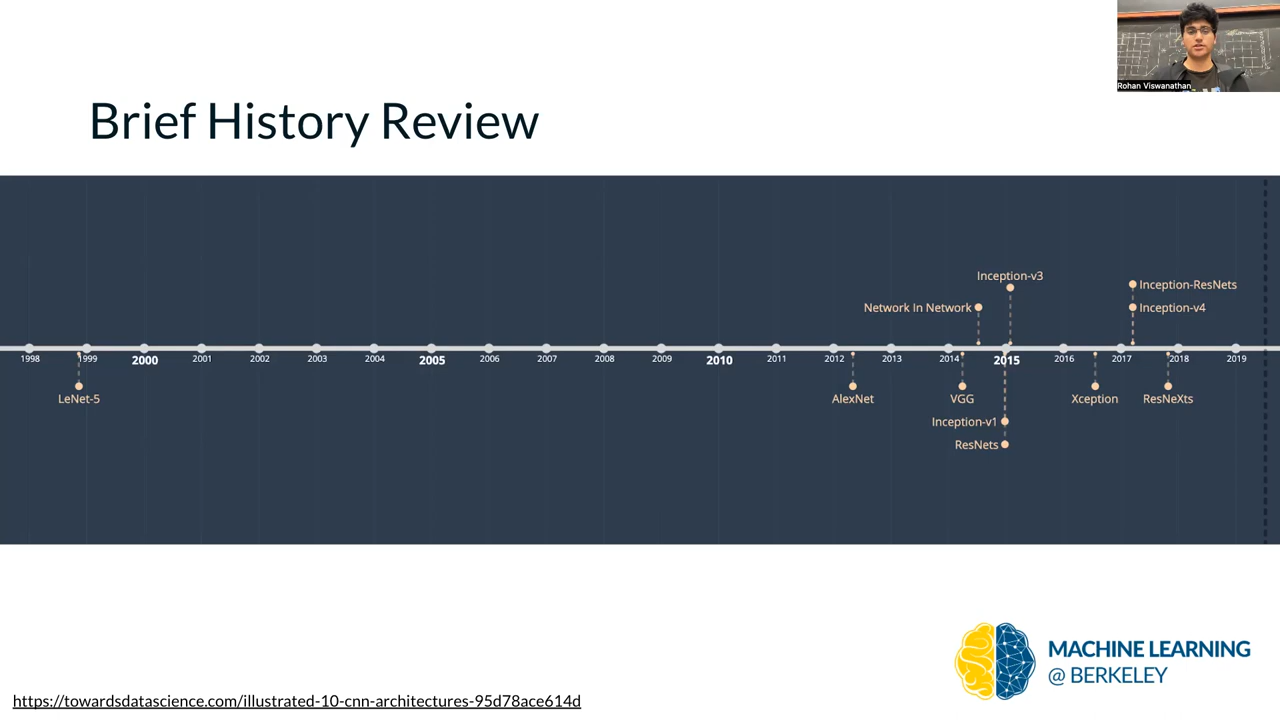 Rohan Viswanathan
Brief History Review
Inception-v3
Inception-ResNets
Network In Network
Inception-v4
1998 1999 2000 2001 2002 2003 2004 2005 2006 2007 2008 2009 2010 2011 2012 2013 2014 2015 2016 2017 2018 2019
LeNet-5 AlexNet VGG Xception ResNeXts
Inception-v1
ResNets
MACHINE LEARNING
@ BERKELEY
https://towardsdatascience.com/illustrated-10-cnn-architectures-95d78ace614d